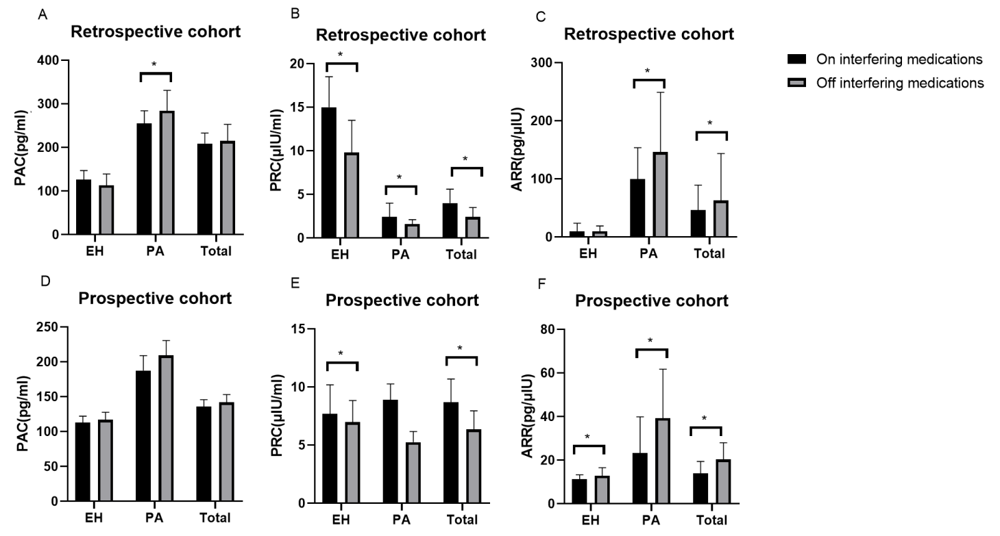 A
Retrospective cohort
PAC(pg/ml)
400
300
200
100
0
*
EH PA Total
B
Retrospective cohort
PRC(μIU/ml)
20
15
10
5
0
*
*
*
EH PA Total
C
Retrospective cohort
ARR(pg/μIU)
300
200
100
0
*
*
EH PA Total
On interfering medications
Off interfering medications
D
Prospective cohort
PAC(pg/ml)
250
200
150
100
50
0
EH PA Total
E
Prospective cohort
PRC(μIU/ml)
15
10
5
0
*
*
EH PA Total
F
Prospective cohort
ARR(pg/μIU)
80
60
40
20
0
*
*
*
EH PA Total